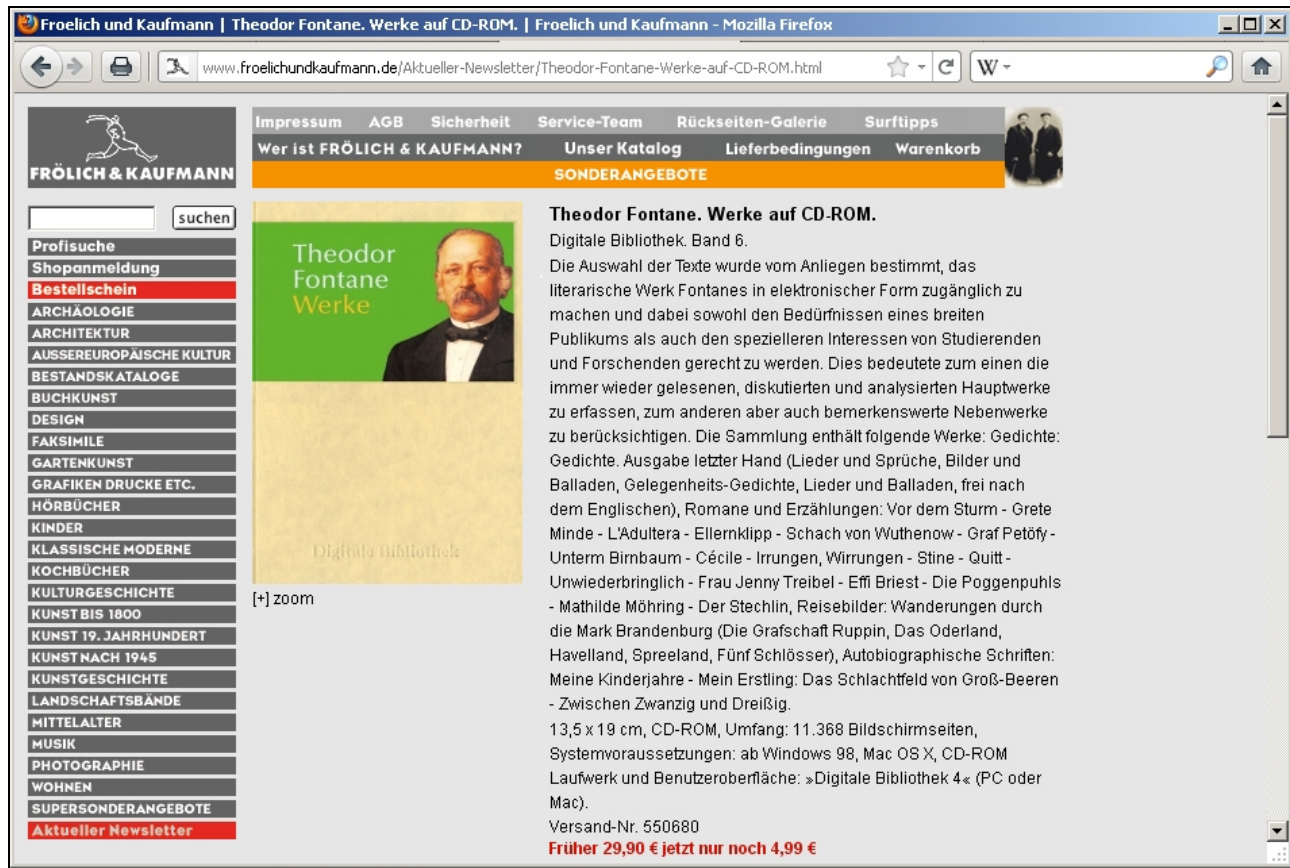 Froelich und Kaufmann | Theodor Fontane. Werke auf CD-ROM. | Froelich und Kaufmann - Mozilla Firefox
www.froelichundkaufmann.de/Aktueller-Newsletter/Theodor-Fontane-Werke-auf-CD-ROM.html
W
FRÖLICH & KAUFMANN
Impressum AGB Sicherheit Service-Team Rückseiten-Galerie Surftipps
Wer ist FRÖLICH & KAUFMANN? Unser Katalog Lieferbedingungen Warenkorb
SONDERANGEBOTE
suchen
Profisuche
Shopanmeldung
Bestellschein
ARCHÄOLOGIE
ARCHITEKTUR
AUSSEREUROPÄISCHE KULTUR
BESTANDSKATALOGE
BUCHKUNST
DESIGN
FAKSIMILE
GARTENKUNST
GRAFIKEN DRUCKE ETC.
HÖRBÜCHER
KINDER
KLASSISCHE MODERNE
KOCHBÜCHER
KULTURGESCHICHTE
KUNST BIS 1800
KUNST 19. JAHRHUNDERT
KUNST NACH 1945
KUNSTGESCHICHTE
LANDSCHAFTSBÄNDE
MITTELALTER
MUSIK
PHOTOGRAPHIE
WOHNEN
SUPERSONDERANGEBOTE
Aktueller Newsletter
Theodor
Fontane
Werke
Digitale Bibliothek
[+] zoom
Theodor Fontane. Werke auf CD-ROM.
Digitale Bibliothek. Band 6.
Die Auswahl der Texte wurde vom Anliegen bestimmt, das
literarische Werk Fontanes in elektronischer Form zugänglich zu
machen und dabei sowohl den Bedürfnissen eines breiten
Publikums als auch den spezielleren Interessen von Studierenden
und Forschenden gerecht zu werden. Dies bedeutete zum einen die
immer wieder gelesenen, diskutierten und analysierten Hauptwerke
zu erfassen, zum anderen aber auch bemerkenswerte Nebenwerke
zu berücksichtigen. Die Sammlung enthält folgende Werke: Gedichte:
Gedichte. Ausgabe letzter Hand (Lieder und Sprüche, Bilder und
Balladen, Gelegenheits-Gedichte, Lieder und Balladen, frei nach
dem Englischen), Romane und Erzählungen: Vor dem Sturm - Grete
Minde - L'Adultera - Ellernklipp - Schach von Wuthenow - Graf Petöfy -
Unterm Birnbaum - Cécile - Irrungen, Wirrungen - Stine - Quitt -
Unwiederbringlich - Frau Jenny Treibel - Effi Briest - Die Poggenpuhls
- Mathilde Möhring - Der Stechlin, Reisebilder: Wanderungen durch
die Mark Brandenburg (Die Grafschaft Ruppin, Das Oderland,
Havelland, Spreeland, Fünf Schlösser), Autobiographische Schriften:
Meine Kinderjahre - Mein Erstling: Das Schlachtfeld von Groß-Beeren
- Zwischen Zwanzig und Dreißig.
13,5 x 19 cm, CD-ROM, Umfang: 11.368 Bildschirmseiten,
Systemvoraussetzungen: ab Windows 98, Mac OS X, CD-ROM
Laufwerk und Benutzeroberfläche: »Digitale Bibliothek 4« (PC oder
Mac).
Versand-Nr. 550680
Früher 29,90 € jetzt nur noch 4,99 €